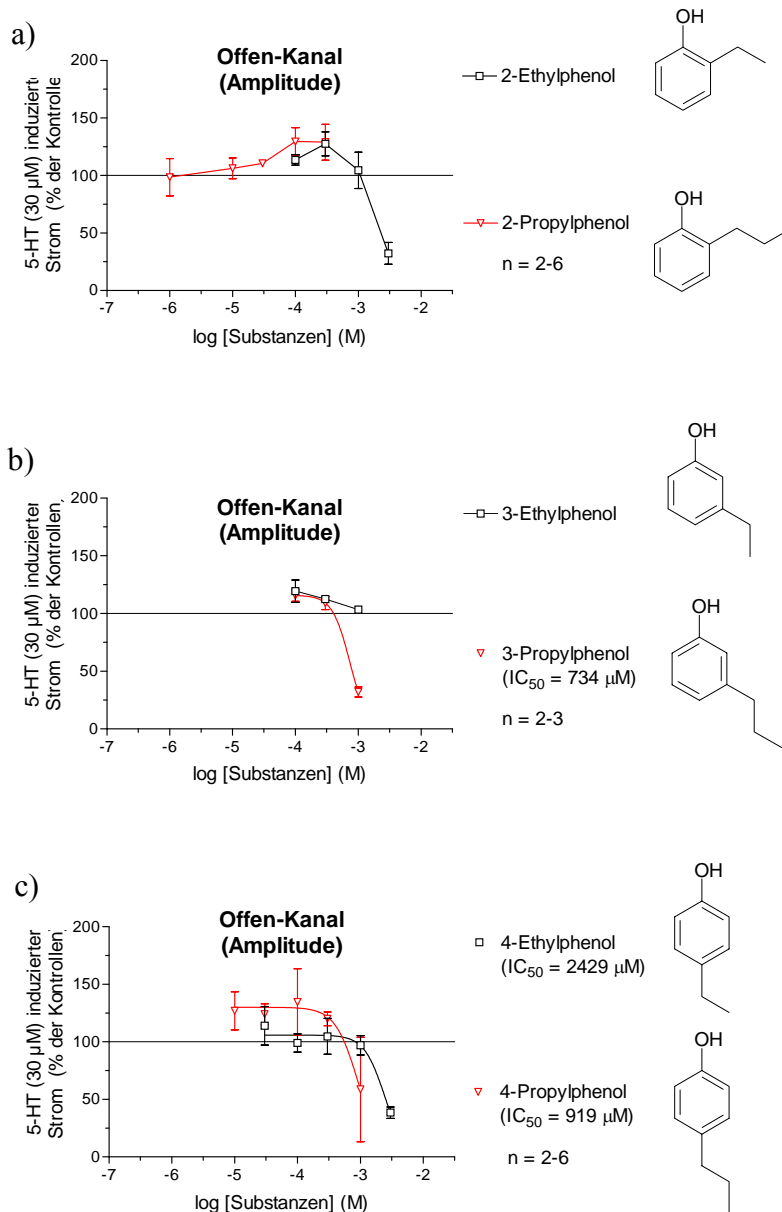 a)
Offen-Kanal
(Amplitude)
5-HT (30 µM) induzierter
Strom (% der Kontrolle
200
150
100
50
0
-7 -6 -5 -4 -3 -2
log [Substanzen] (M)
2-Ethylphenol
OH
2-Propylphenol
n = 2-6
OH
b)
Offen-Kanal
(Amplitude)
5-HT (30 µM) induzierter
Strom (% der Kontrollen)
200
150
100
50
0
-7 -6 -5 -4 -3 -2
log [Substanzen] (M)
3-Ethylphenol
OH
3-Propylphenol
(IC50 = 734 µM)
n = 2-3
OH
c)
Offen-Kanal
(Amplitude)
5-HT (30 µM) induzierter
Strom (% der Kontrollen)
200
150
100
50
0
-7 -6 -5 -4 -3 -2
log [Substanzen] (M)
4-Ethylphenol
(IC50 = 2429 µM)
OH
4-Propylphenol
(IC50 = 919 µM)
n = 2-6
OH